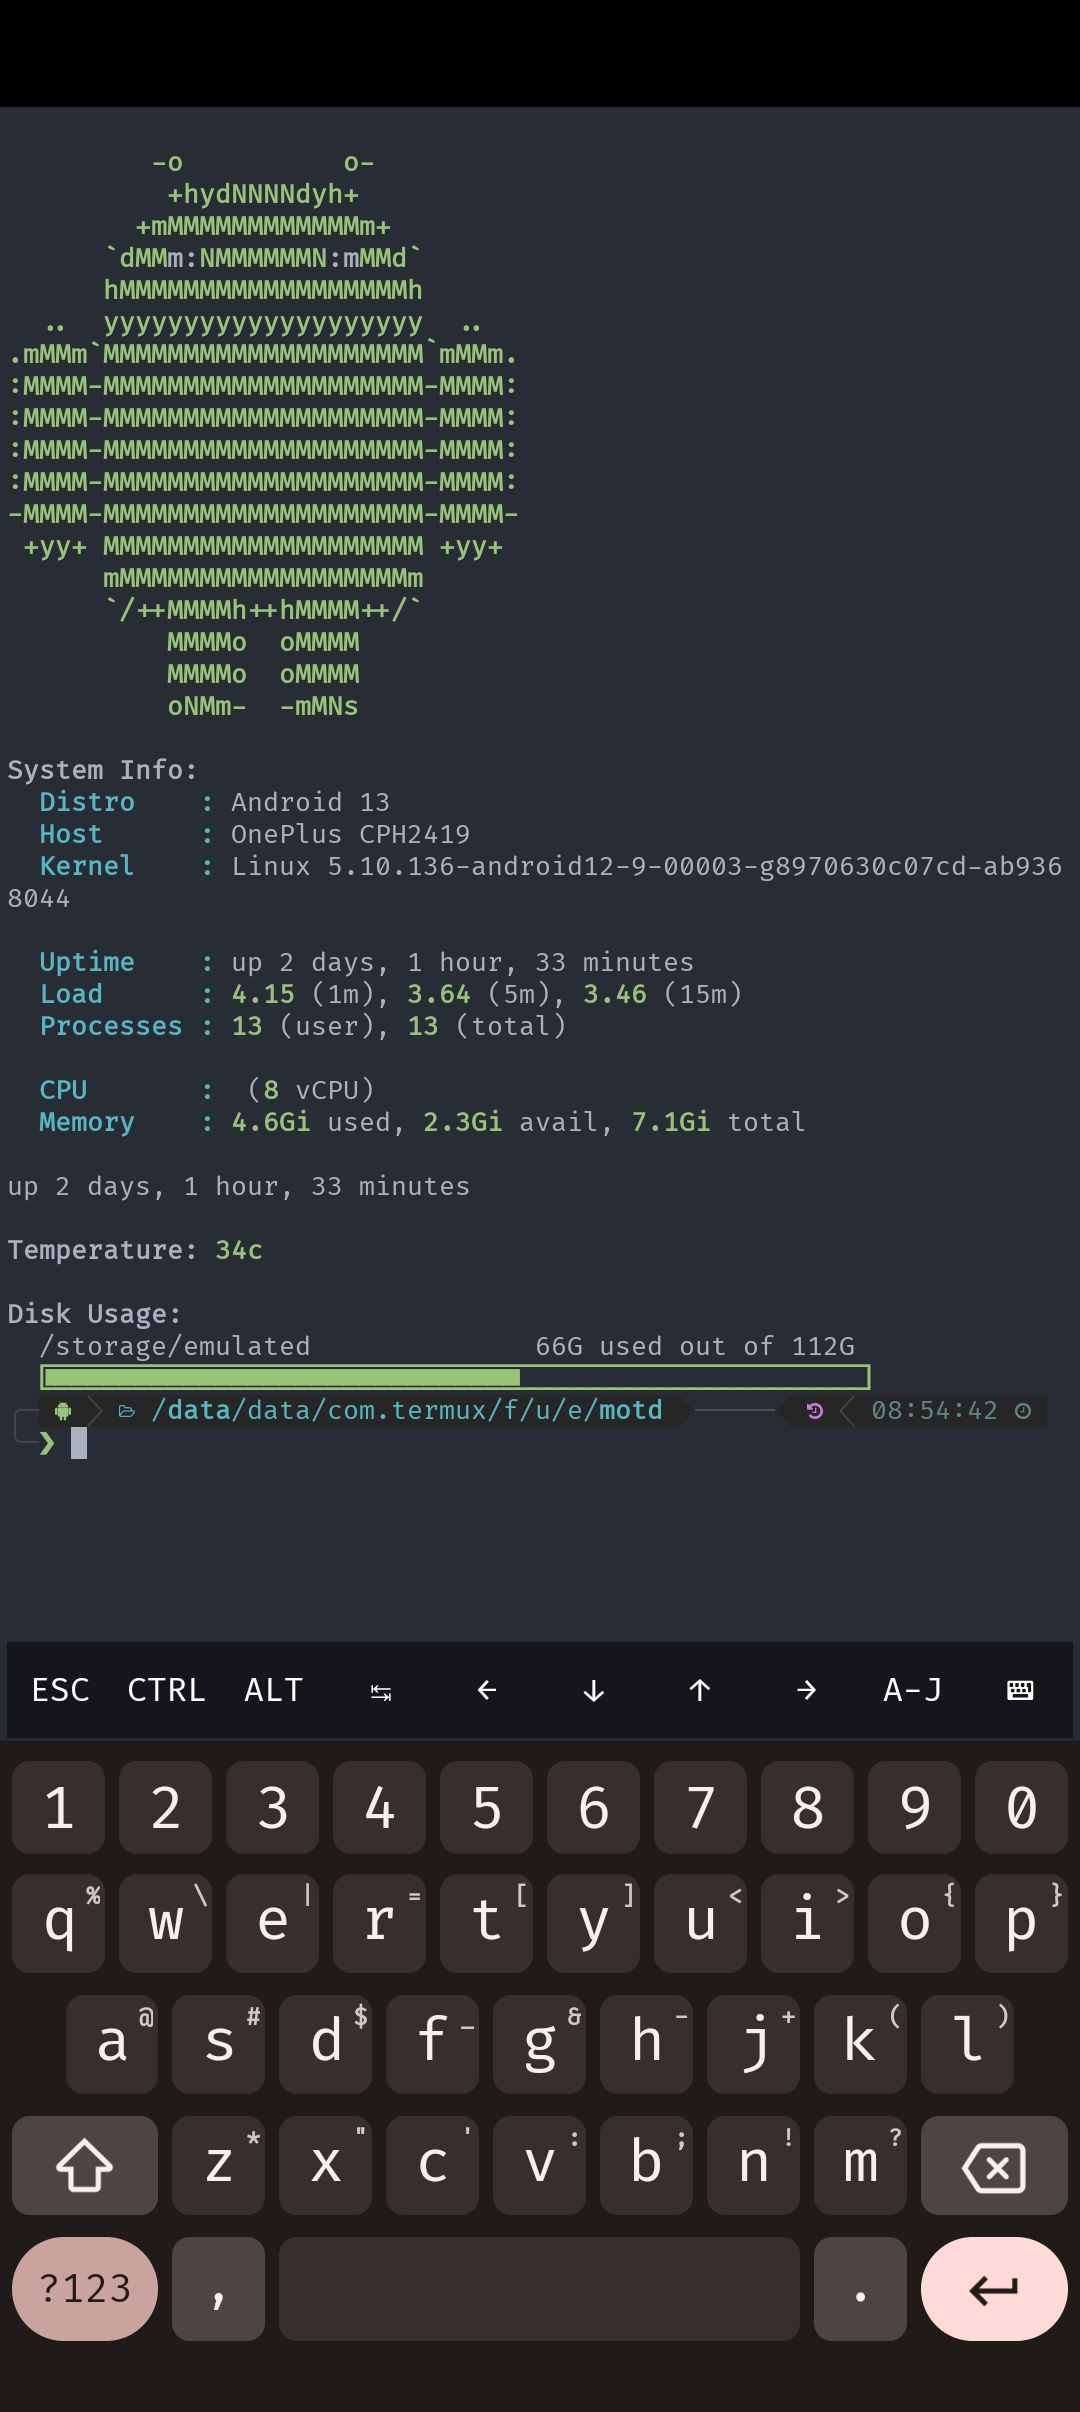 -o          o-
+hydNNNNdyh+
+mMMMMMMMMMMMMm+
`dMMm:NMMMMMMN:mMMd`
hMMMMMMMMMMMMMMMMMMh
..  yyyyyyyyyyyyyyyyyyyy  ..
.mMMm`MMMMMMMMMMMMMMMMMMMM`mMMm.
:MMMM-MMMMMMMMMMMMMMMMMMMM-MMMM:
:MMMM-MMMMMMMMMMMMMMMMMMMM-MMMM:
:MMMM-MMMMMMMMMMMMMMMMMMMM-MMMM:
:MMMM-MMMMMMMMMMMMMMMMMMMM-MMMM:
-MMMM-MMMMMMMMMMMMMMMMMMMM-MMMM-
+yy+ MMMMMMMMMMMMMMMMMMMM +yy+
mMMMMMMMMMMMMMMMMMMm
`/++MMMMh++hMMMM++/`
MMMMo  oMMMM
MMMMo  oMMMM
oNMm-  -mMNs
System Info:
Distro    : Android 13
Host      : OnePlus CPH2419
Kernel    : Linux 5.10.136-android12-9-00003-g8970630c07cd-ab936
8044
Uptime    : up 2 days, 1 hour, 33 minutes
Load      : 4.15 (1m), 3.64 (5m), 3.46 (15m)
Processes : 13 (user), 13 (total)
CPU       :  (8 vCPU)
Memory    : 4.6Gi used, 2.3Gi avail, 7.1Gi total
up 2 days, 1 hour, 33 minutes
Temperature: 34c
Disk Usage:
/storage/emulated              66G used out of 112G
/data/data/com.termux/f/u/e/motd 08:54:42
❯
ESC CTRL ALT ↹ ← ↓ ↑ → A-J
1 2 3 4 5 6 7 8 9 0
q % w \ e | r = t [ y ] u < i > o { p }
a @ s # d $ f _ g & h - j + k ( l )
z * x " c ' v : b ; n ! m ?
?123 , .